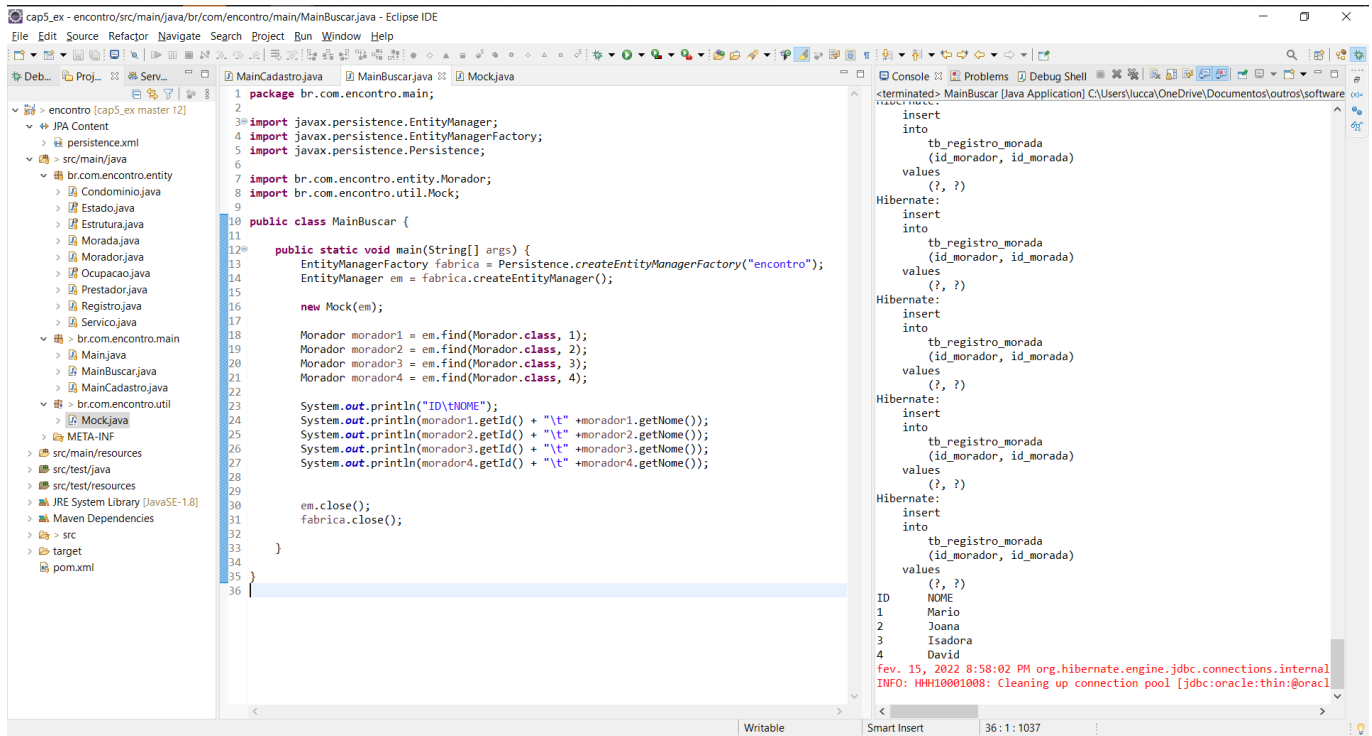 cap5_ex - encontro/src/main/java/br/com/encontro/main/MainBuscar.java - Eclipse IDE
File Edit Source Refactor Navigate Search Project Run Window Help
Deb... Proj... Serv...
encontro [cap5_ex master ↑2]
JPA Content
persistence.xml
src/main/java
br.com.encontro.entity
Condominio.java
Estado.java
Estrutura.java
Morada.java
Morador.java
Ocupacao.java
Prestador.java
Registro.java
Servico.java
br.com.encontro.main
Main.java
MainBuscar.java
MainCadastro.java
br.com.encontro.util
Mock.java
META-INF
src/main/resources
src/test/java
src/test/resources
JRE System Library [JavaSE-1.8]
Maven Dependencies
src
target
pom.xml
MainCadastro.java MainBuscar.java Mock.java
1 package br.com.encontro.main;
2
3 import javax.persistence.EntityManager;
4 import javax.persistence.EntityManagerFactory;
5 import javax.persistence.Persistence;
6
7 import br.com.encontro.entity.Morador;
8 import br.com.encontro.util.Mock;
9
10 public class MainBuscar {
11
12 public static void main(String[] args) {
13 EntityManagerFactory fabrica = Persistence.createEntityManagerFactory("encontro");
14 EntityManager em = fabrica.createEntityManager();
15
16 new Mock(em);
17
18 Morador morador1 = em.find(Morador.class, 1);
19 Morador morador2 = em.find(Morador.class, 2);
20 Morador morador3 = em.find(Morador.class, 3);
21 Morador morador4 = em.find(Morador.class, 4);
22
23 System.out.println("ID\tNOME");
24 System.out.println(morador1.getId() + "\t" +morador1.getNome());
25 System.out.println(morador2.getId() + "\t" +morador2.getNome());
26 System.out.println(morador3.getId() + "\t" +morador3.getNome());
27 System.out.println(morador4.getId() + "\t" +morador4.getNome());
28
29
30 em.close();
31 fabrica.close();
32
33 }
34
35 }
36
Console Problems Debug Shell
<terminated> MainBuscar [Java Application] C:\Users\lucca\OneDrive\Documentos\outros\software
Hibernate:
insert
into
tb_registro_morada
(id_morador, id_morada)
values
(?, ?)
Hibernate:
insert
into
tb_registro_morada
(id_morador, id_morada)
values
(?, ?)
Hibernate:
insert
into
tb_registro_morada
(id_morador, id_morada)
values
(?, ?)
Hibernate:
insert
into
tb_registro_morada
(id_morador, id_morada)
values
(?, ?)
Hibernate:
insert
into
tb_registro_morada
(id_morador, id_morada)
values
(?, ?)
ID NOME
1 Mario
2 Joana
3 Isadora
4 David
fev. 15, 2022 8:58:02 PM org.hibernate.engine.jdbc.connections.internal
INFO: HHH10001008: Cleaning up connection pool [jdbc:oracle:thin:@oracl
Writable Smart Insert 36 : 1 : 1037